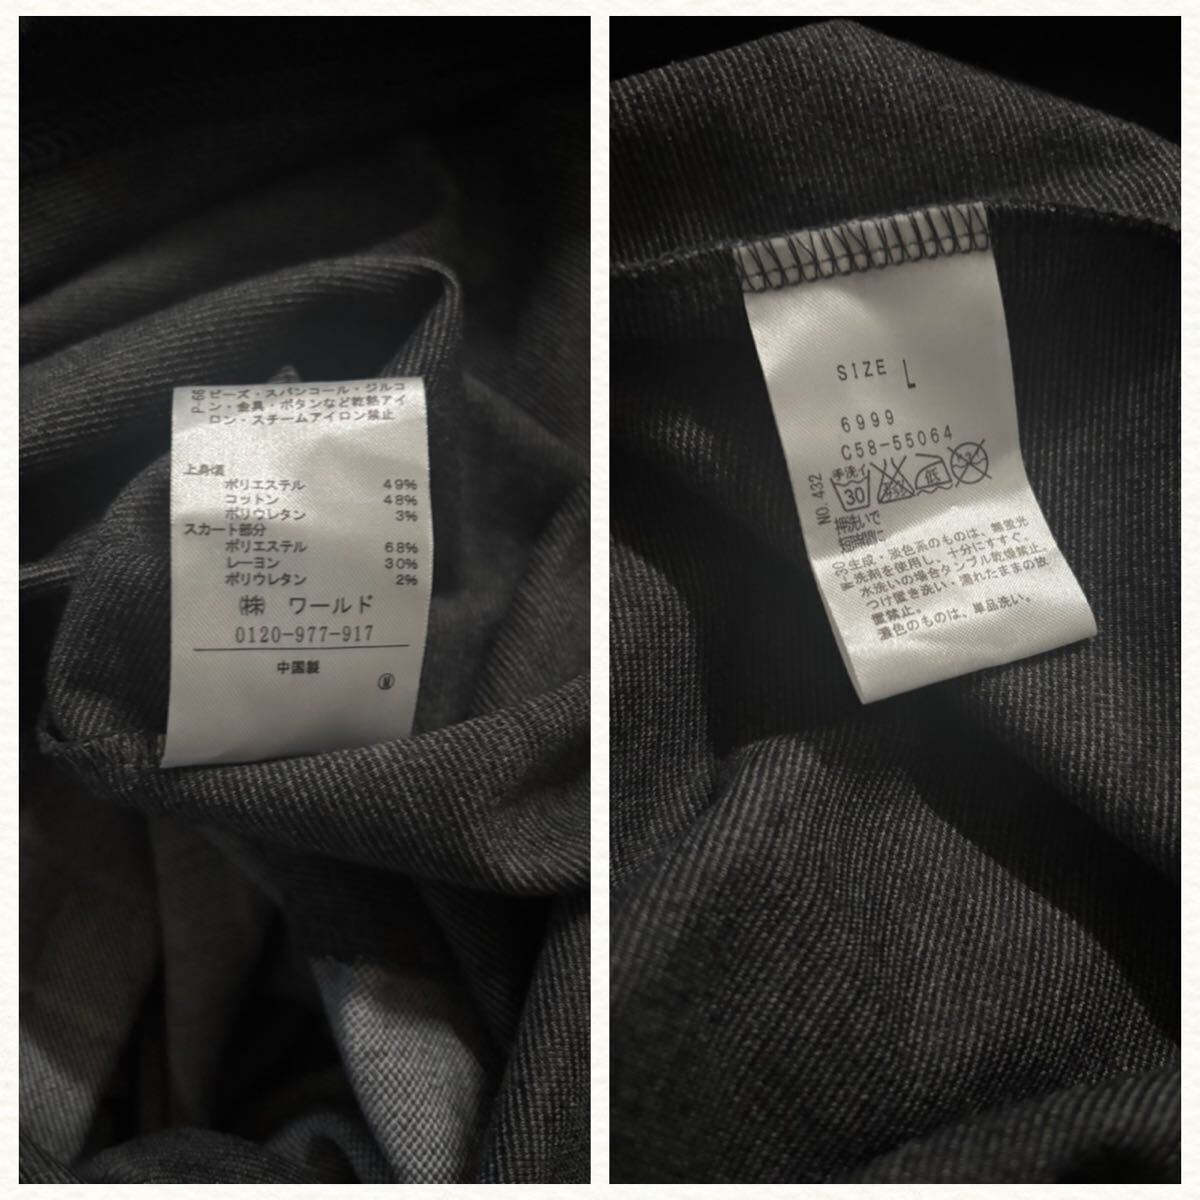 P-66
ビーズ・スパンコール・ジルコ
ン・金具・ボタンなど乾熱アイ
ロン・スチームアイロン禁止
上身頃
ポリエステル 49%
コットン 48%
ポリウレタン 3%
スカート部分
ポリエステル 68%
レーヨン 30%
ポリウレタン 2%
㈱ ワールド
0120-977-917
中国製
Ⓜ
SIZE L
6999
C58-55064
手洗イ
30
低
NO.432
押洗いで
短時間に
生成・淡色系のものは、無蛍光
洗剤を使用し、十分にすすぐ。
水洗いの場合タンブル乾燥禁止。
つけ置き洗い・濡れたままの放
置禁止。
濃色のものは、単品洗い。